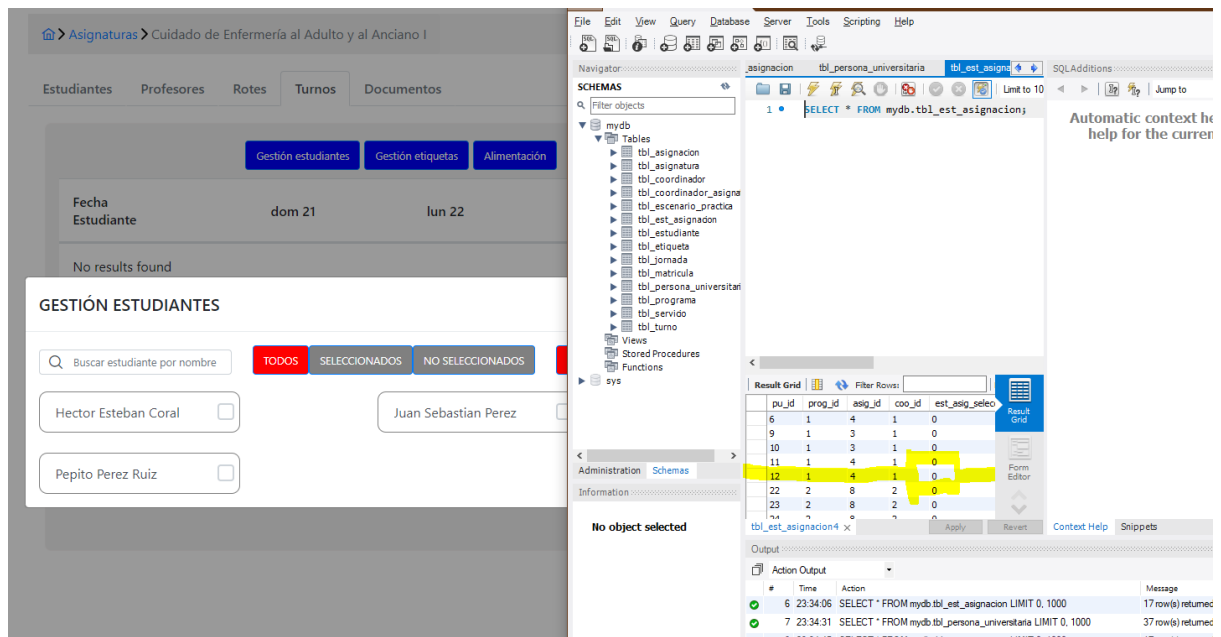 Asignaturas Cuidado de Enfermería al Adulto y al Anciano I
Estudiantes Profesores Rotes Turnos Documentos
Gestión estudiantes Gestión etiquetas Alimentación
Fecha
Estudiante
dom 21 lun 22
No results found
GESTIÓN ESTUDIANTES
Buscar estudiante por nombre
TODOS SELECCIONADOS NO SELECCIONADOS
Hector Esteban Coral
Juan Sebastian Perez
Pepito Perez Ruiz
File Edit View Query Database Server Tools Scripting Help
Navigator
SCHEMAS
Filter objects
mydb
Tables
tbl_asignacion
tbl_asignatura
tbl_coordinador
tbl_coordinador_asigna
tbl_escenario_practica
tbl_est_asignacion
tbl_estudiante
tbl_etiqueta
tbl_jornada
tbl_matricula
tbl_persona_universitari
tbl_programa
tbl_servicio
tbl_turno
Views
Stored Procedures
Functions
sys
Administration Schemas
Information
No object selected
_asignacion tbl_persona_universitaria tbl_est_asigna
Limit to 10
1 SELECT * FROM mydb.tbl_est_asignacion;
Result Grid Filter Rows:
pu_id prog_id asig_id coo_id est_asig_selec
6 1 4 1 0
9 1 3 1 0
10 1 3 1 0
11 1 4 1 0
12 1 4 1 0
22 2 8 2 0
23 2 8 2 0
Result
Grid
Form
Editor
tbl_est_asignacion4 Apply Revert
SQLAdditions
Jump to
Automatic context he
help for the curren
Context Help Snippets
Output
Action Output
# Time Action Message
6 23:34:06 SELECT * FROM mydb.tbl_est_asignacion LIMIT 0, 1000 17 row(s) returned
7 23:34:31 SELECT * FROM mydb.tbl_persona_universitaria LIMIT 0, 1000 37 row(s) returned